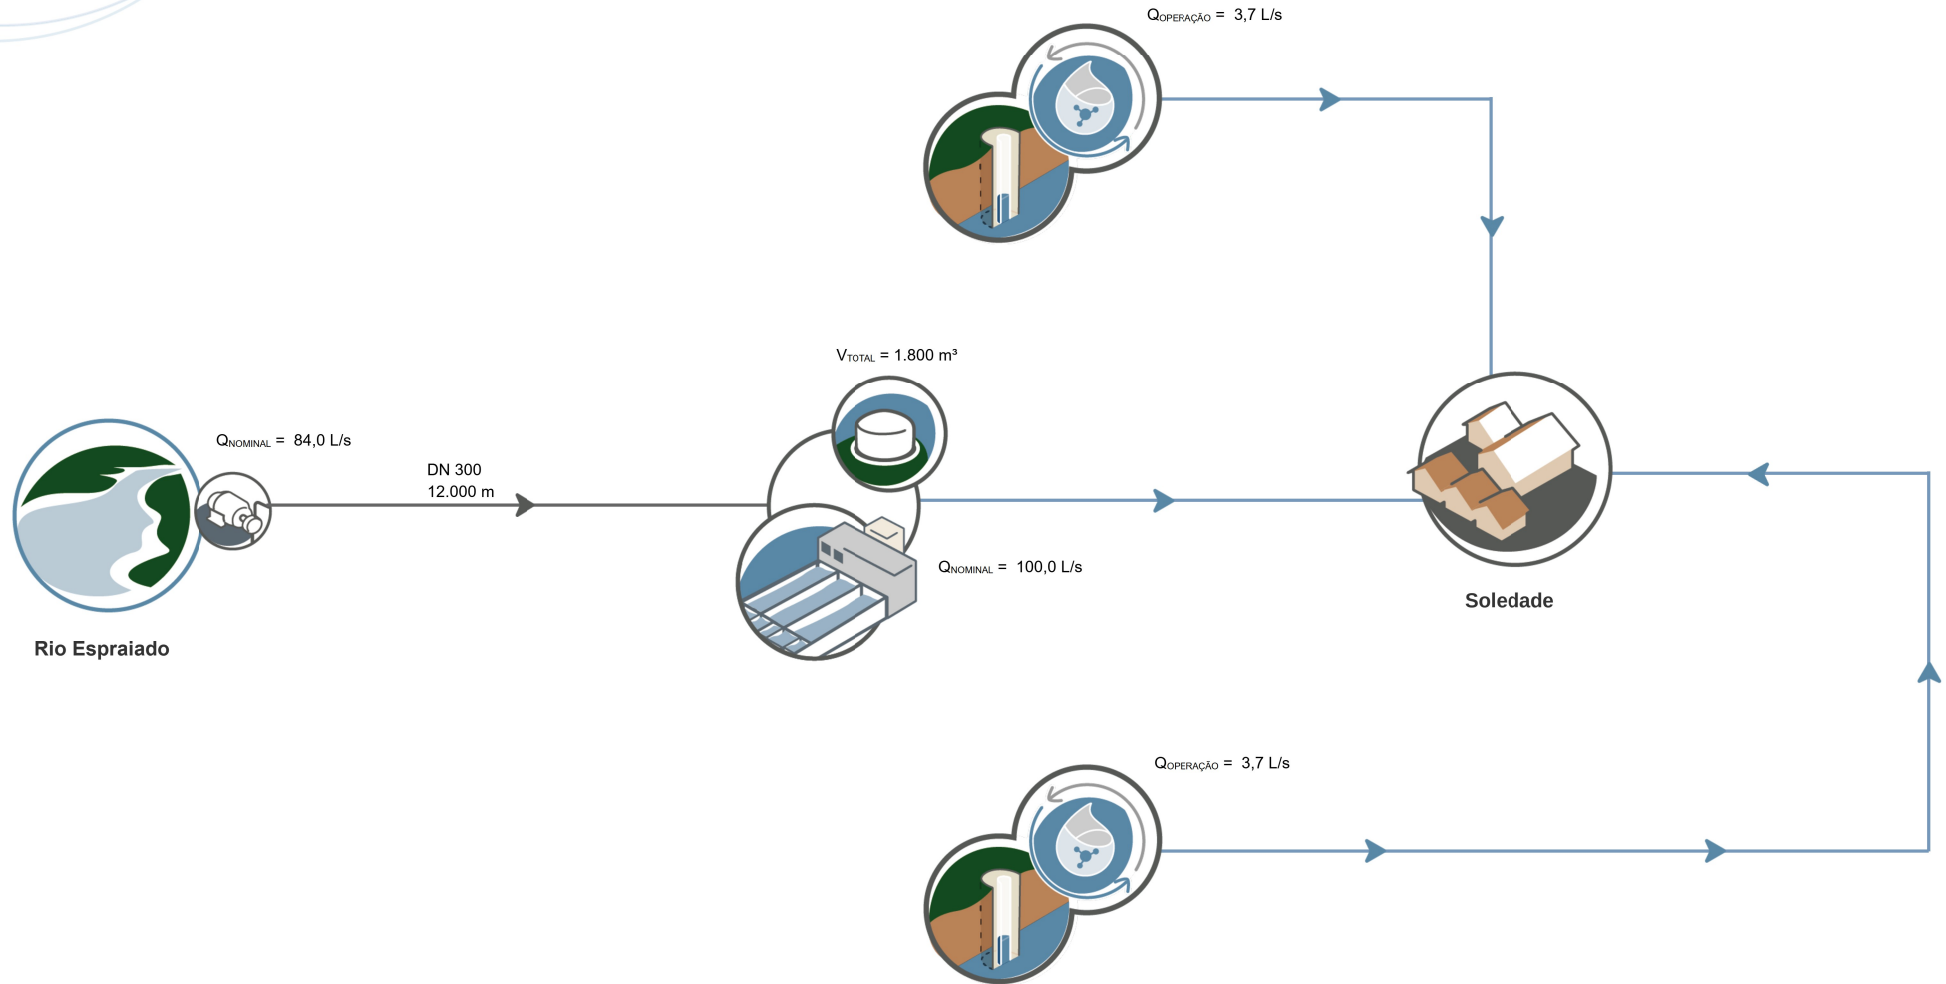 QOPERAÇÃO = 3,7 L/s
VTOTAL = 1.800 m³
QNOMINAL = 84,0 L/s
DN 300
12.000 m
QNOMINAL = 100,0 L/s
Soledade
Rio Espraiado
QOPERAÇÃO = 3,7 L/s